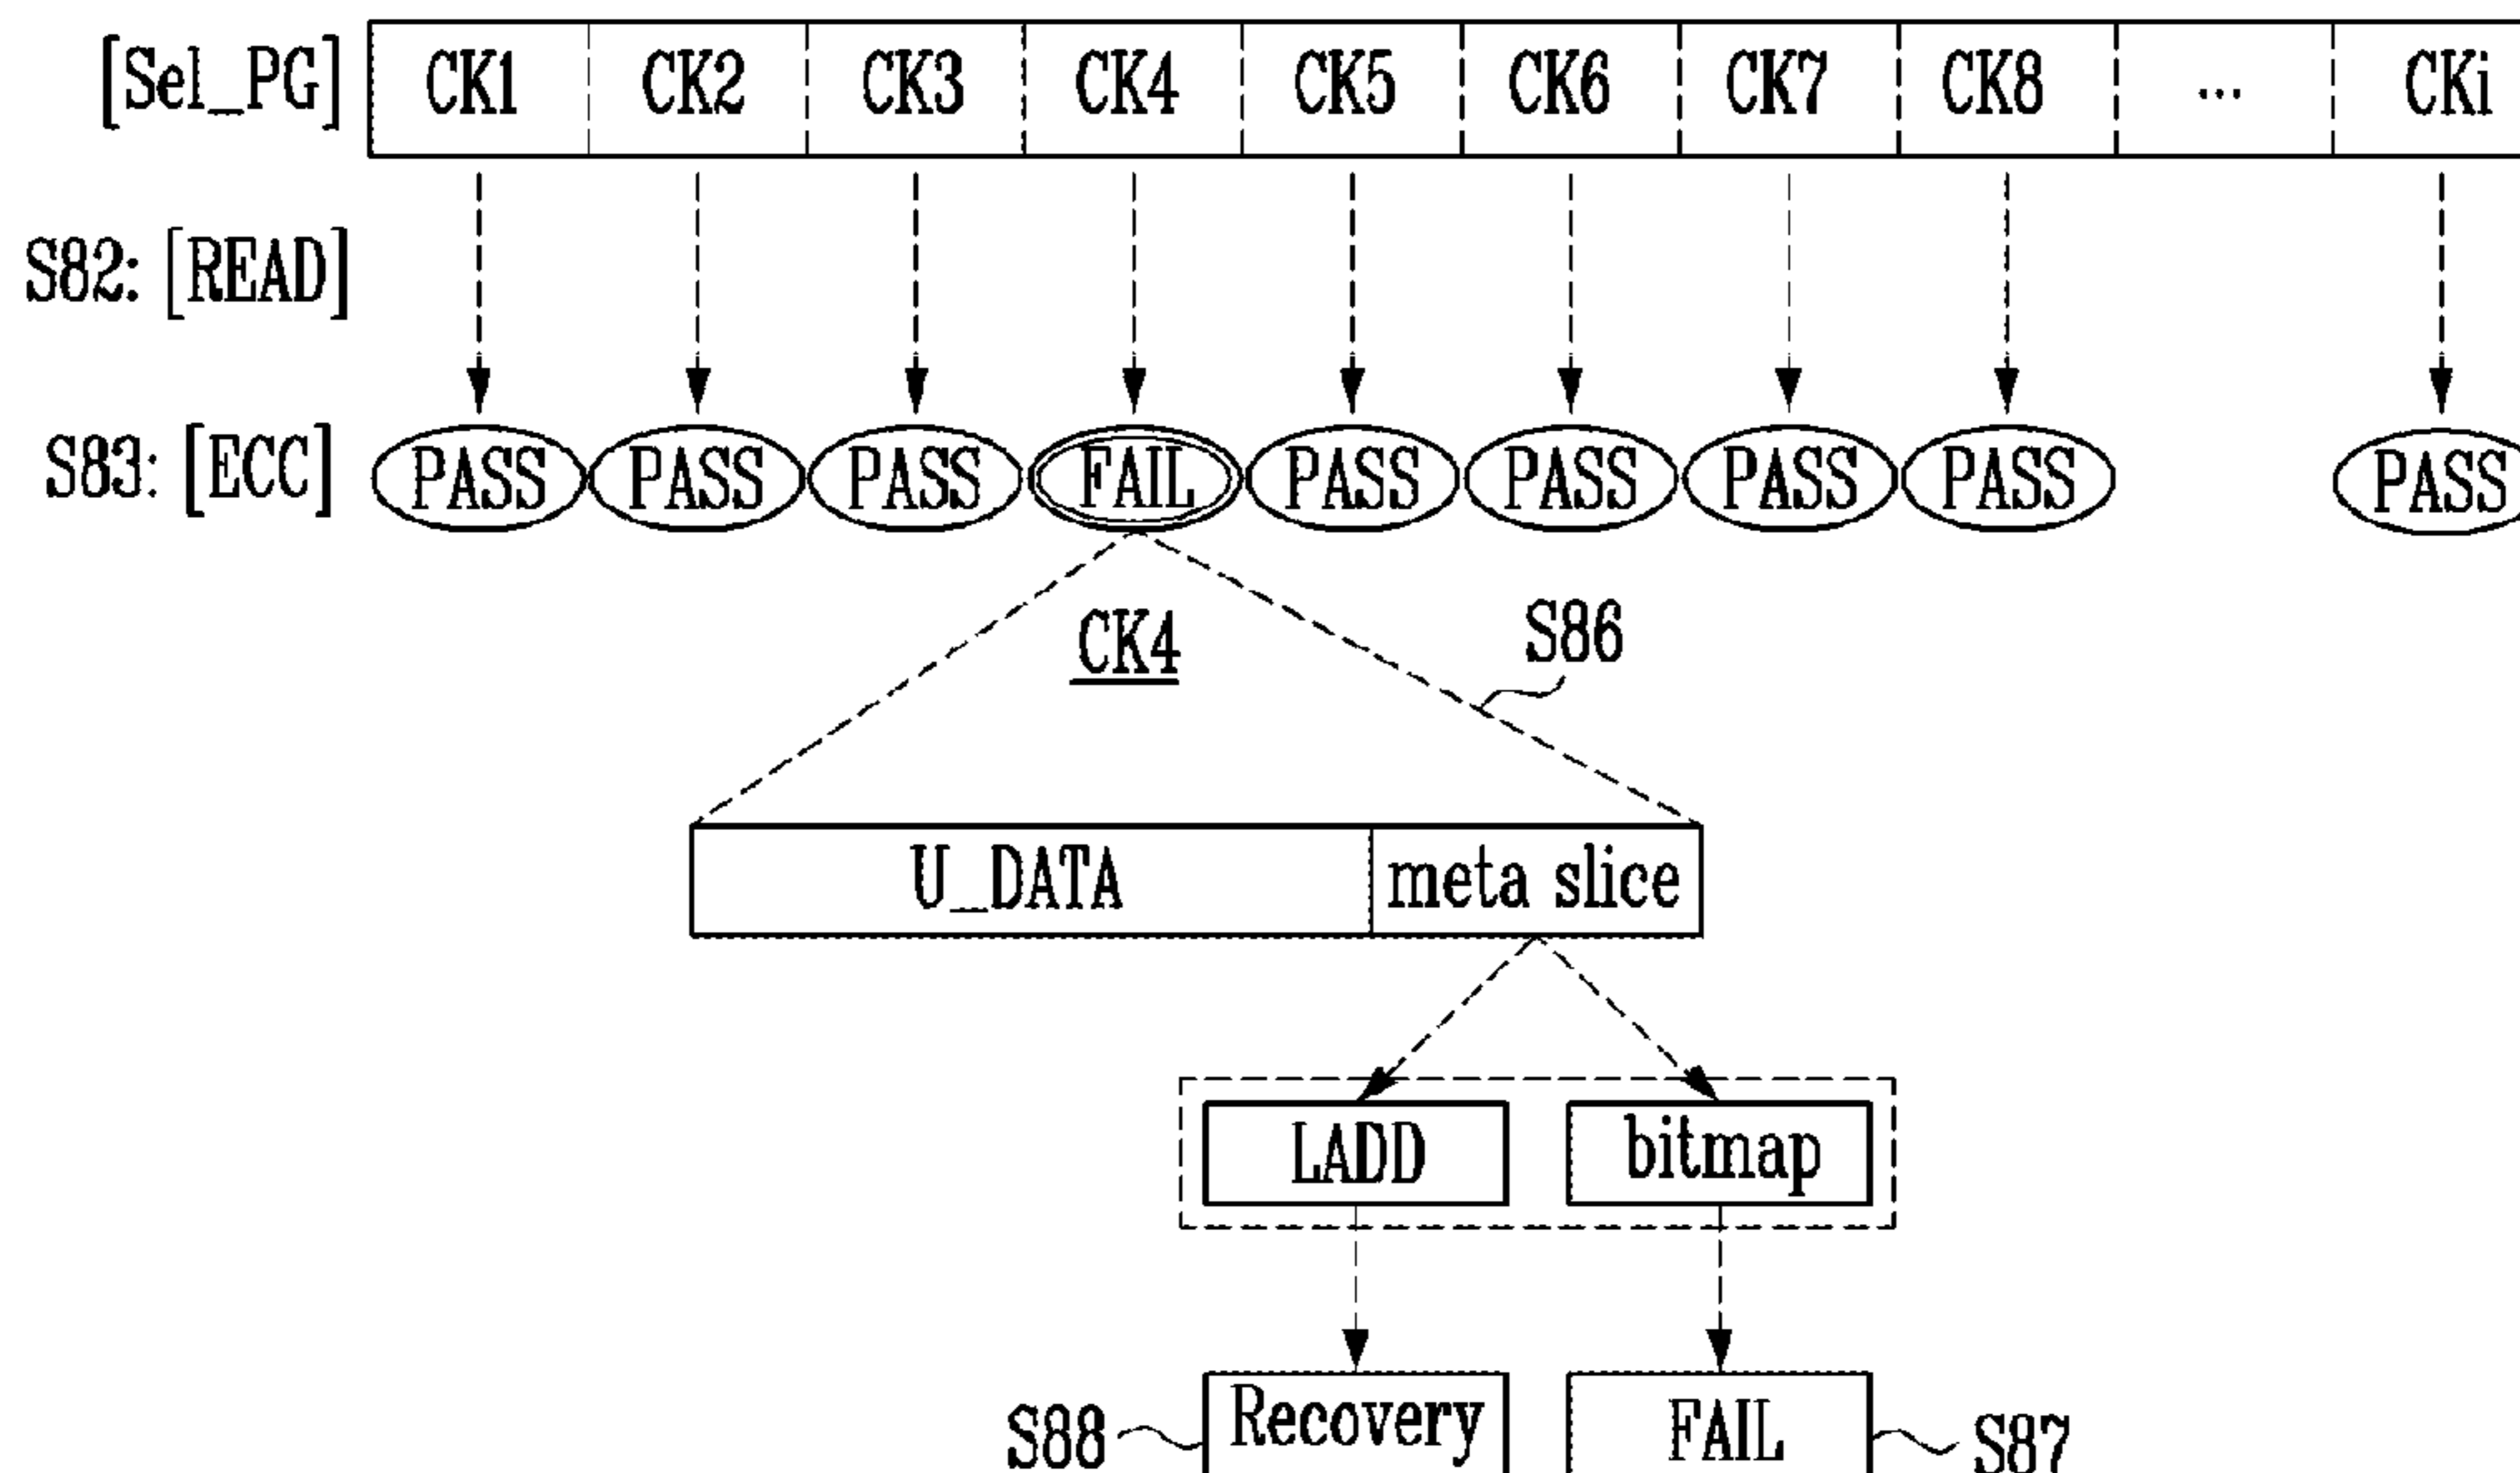 [Sel_PG] CK1 CK2 CK3 CK4 CK5 CK6 CK7 CK8 ... CKi
S82: [READ]
S83: [ECC] PASS PASS PASS FAIL PASS PASS PASS PASS PASS
CK4 S86
U_DATA meta slice
LADD bitmap
S88 Recovery FAIL S87